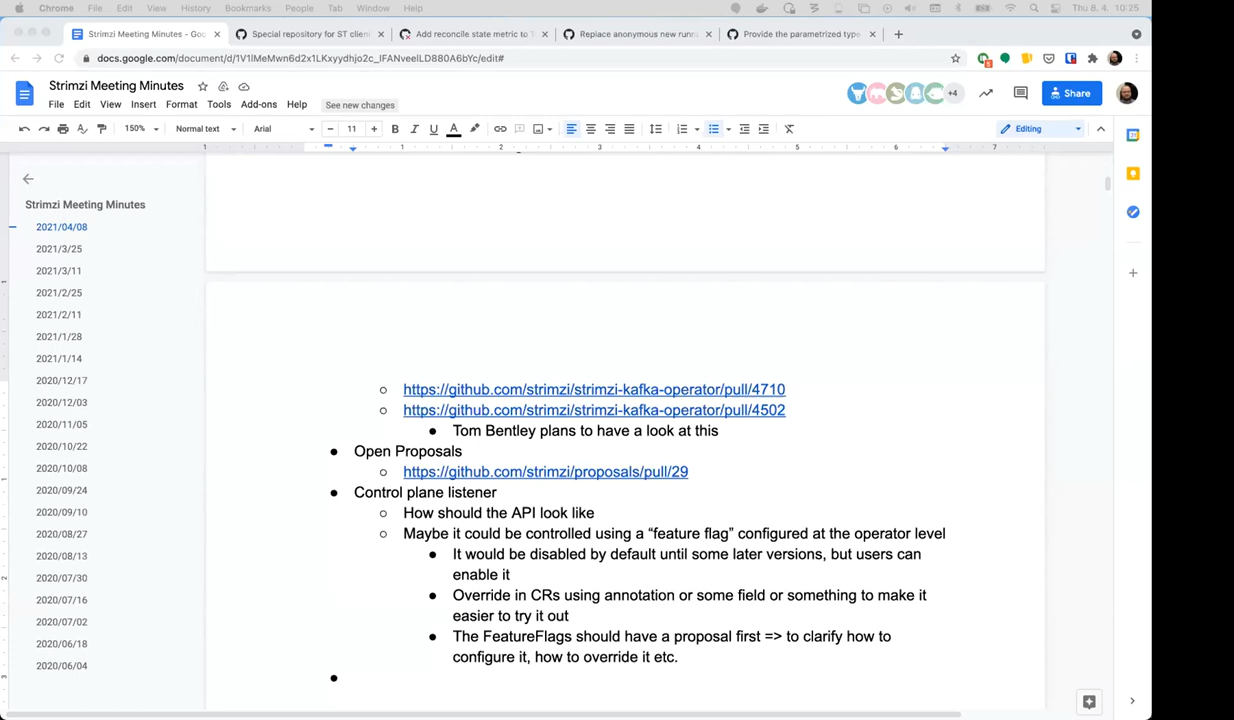 Chrome File Edit View History Bookmarks People Tab Window Help Thu 8. 4. 10:25
Strimzi Meeting Minutes - Goo Special repository for ST clien Add reconcile state metric to T Replace anonymous new runn Provide the parametrized type
docs.google.com/document/d/1V1lMeMwn6d2x1LKxyydhjo2c_IFANveelLD880A6bYc/edit#
Strimzi Meeting Minutes
File Edit View Insert Format Tools Add-ons Help See new changes
+4
Share
150% Normal text Arial 11 B I U A Editing
1 1 2 3 4 5 6 7
Strimzi Meeting Minutes
2021/04/08
2021/3/25
2021/3/11
2021/2/25
2021/2/11
2021/1/28
2021/1/14
2020/12/17
2020/12/03
2020/11/05
2020/10/22
2020/10/08
2020/09/24
2020/09/10
2020/08/27
2020/08/13
2020/07/30
2020/07/16
2020/07/02
2020/06/18
2020/06/04
https://github.com/strimzi/strimzi-kafka-operator/pull/4710
https://github.com/strimzi/strimzi-kafka-operator/pull/4502
Tom Bentley plans to have a look at this
Open Proposals
https://github.com/strimzi/proposals/pull/29
Control plane listener
How should the API look like
Maybe it could be controlled using a “feature flag” configured at the operator level
It would be disabled by default until some later versions, but users can
enable it
Override in CRs using annotation or some field or something to make it
easier to try it out
The FeatureFlags should have a proposal first => to clarify how to
configure it, how to override it etc.